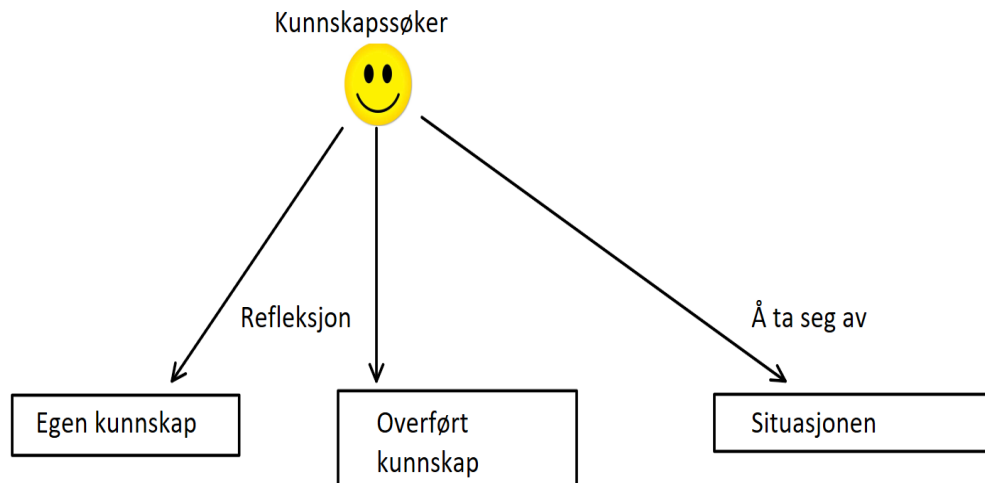 Kunnskapssøker
Refleksjon
Å ta seg av
Egen kunnskap
Overført
kunnskap
Situasjonen